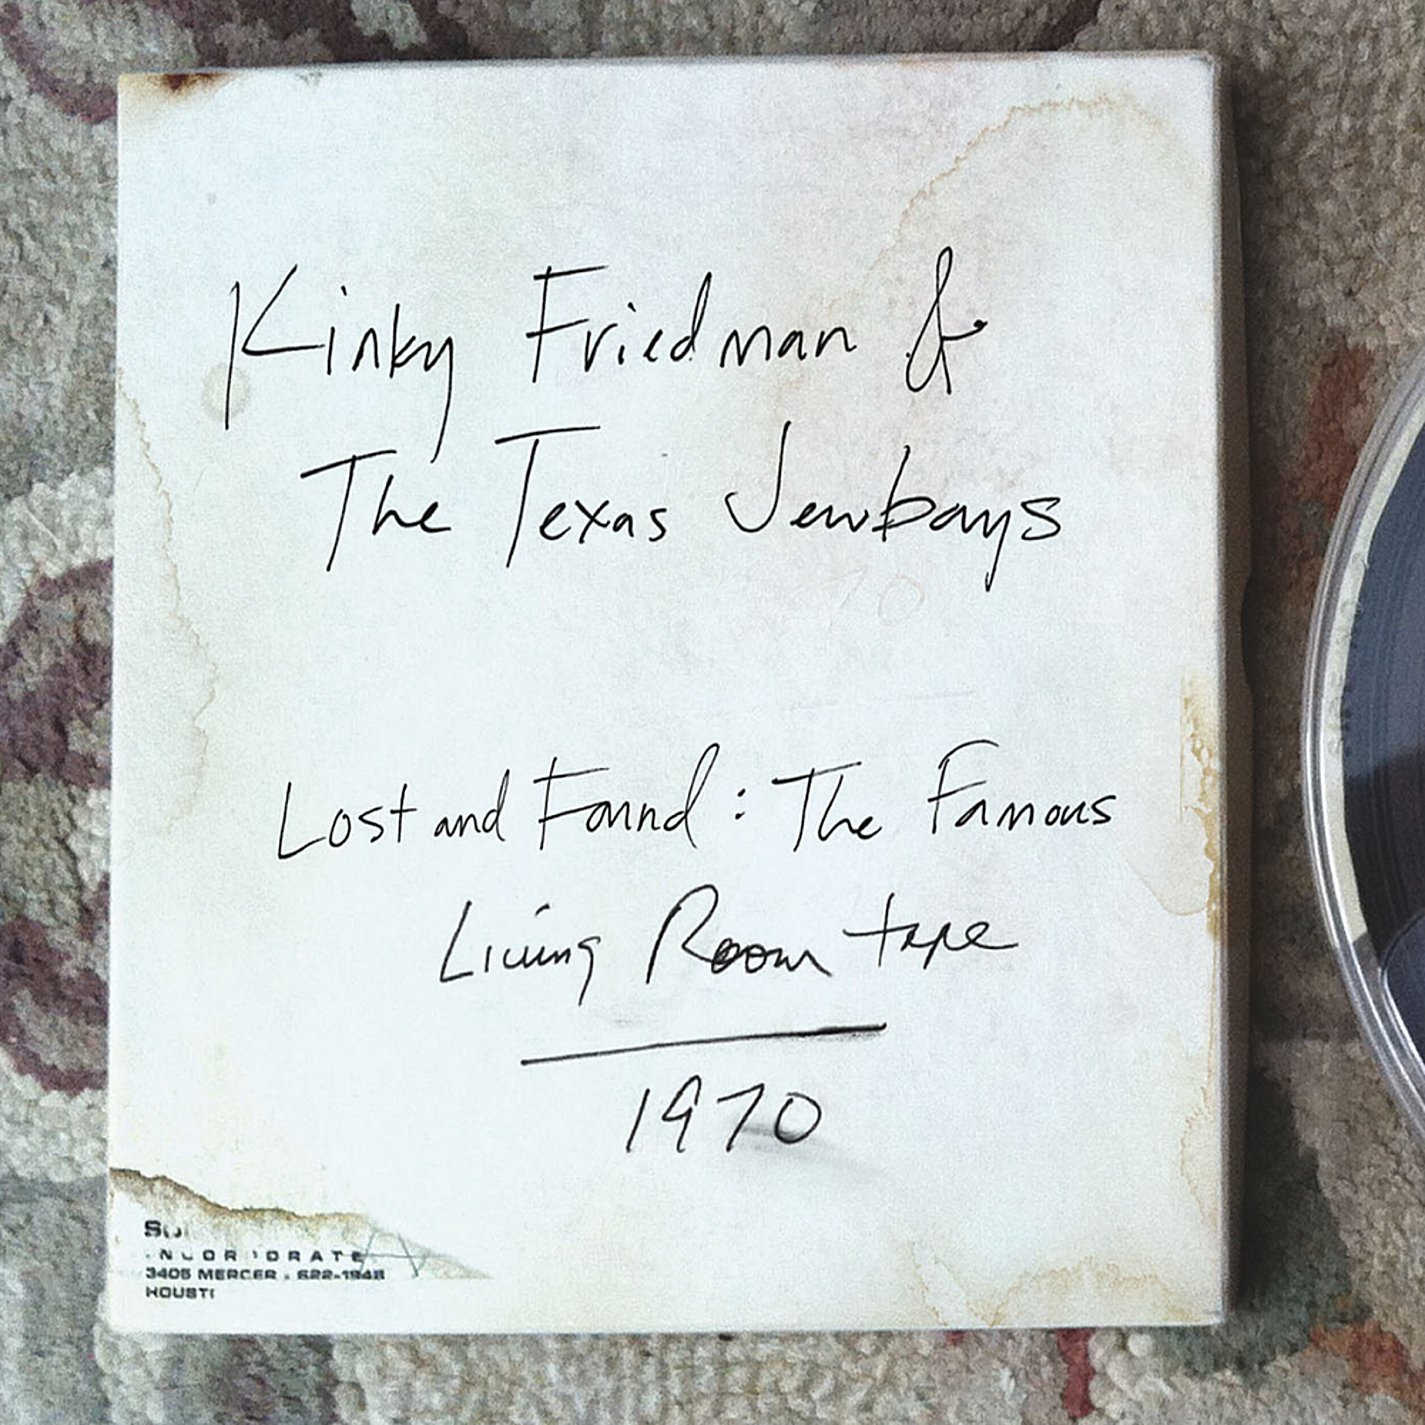 Kinky Friedman &
The Texas Jewboys
Lost and Found: The Famous
Living Room tape
1970
3405 MERCER . 622-1948